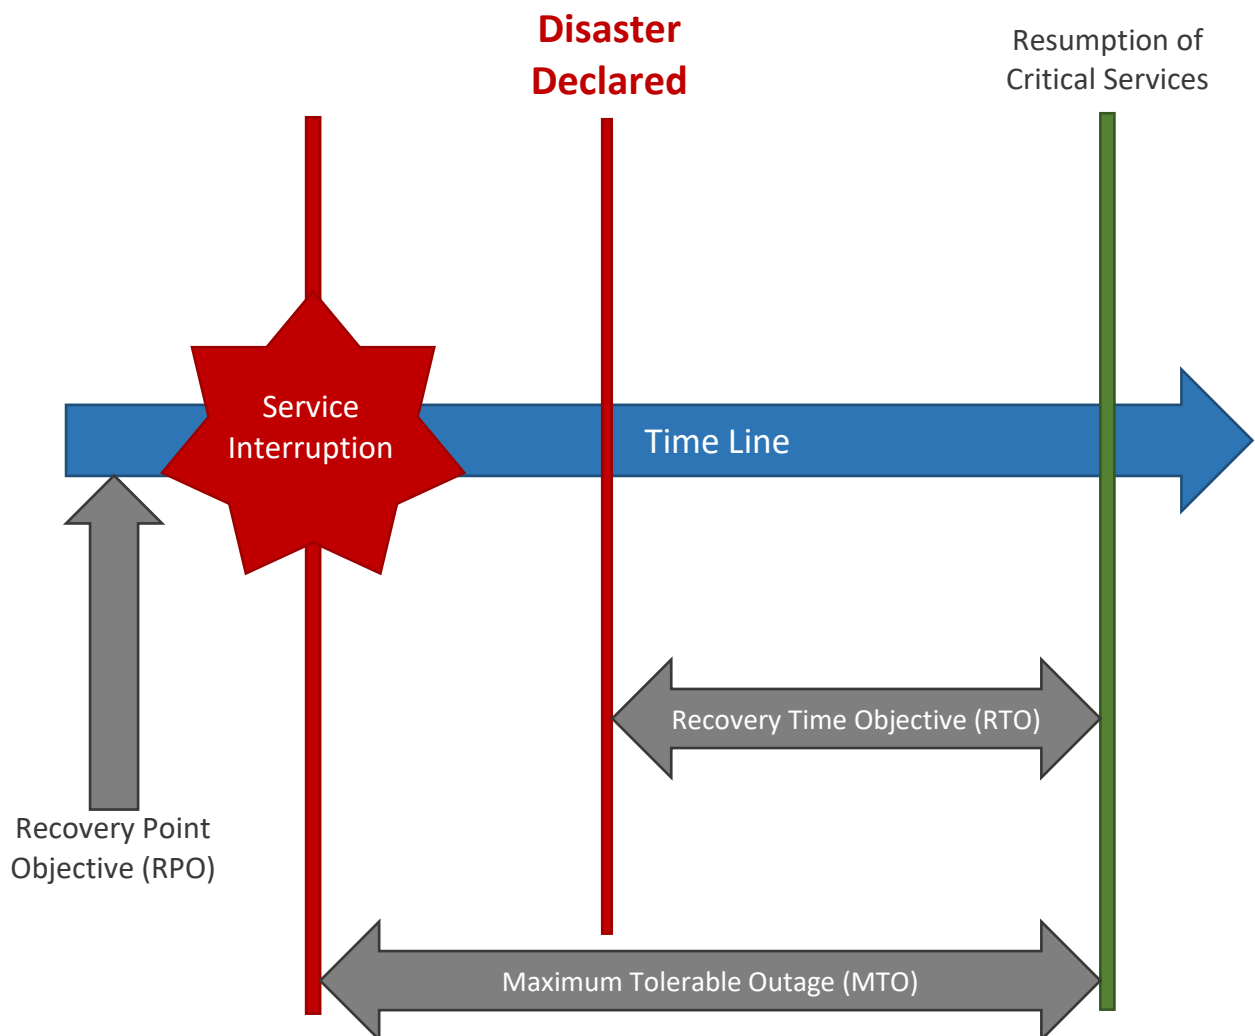 Disaster
Declared
Resumption of
Critical Services
Service
Interruption
Time Line
Recovery Time Objective (RTO)
Recovery Point
Objective (RPO)
Maximum Tolerable Outage (MTO)